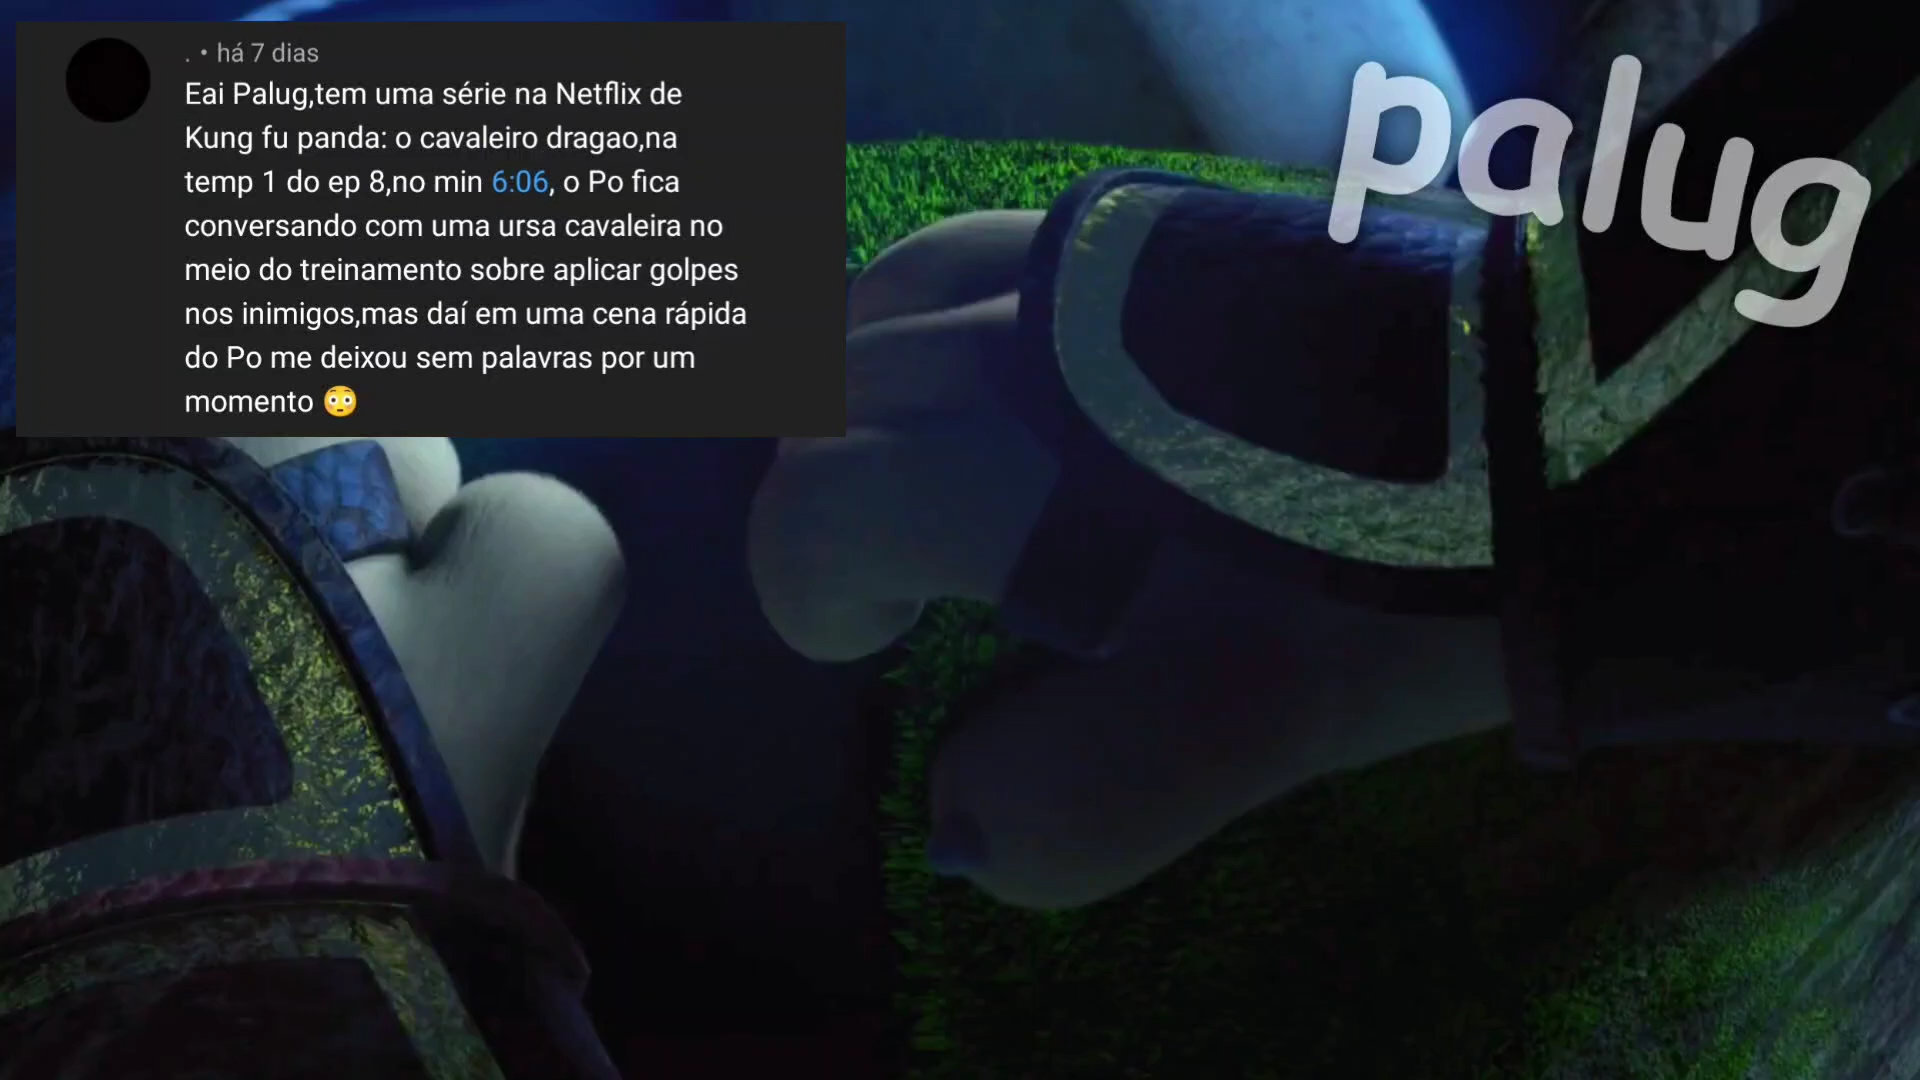 . • há 7 dias
Eai Palug,tem uma série na Netflix de
Kung fu panda: o cavaleiro dragao,na
temp 1 do ep 8,no min 6:06, o Po fica
conversando com uma ursa cavaleira no
meio do treinamento sobre aplicar golpes
nos inimigos,mas daí em uma cena rápida
do Po me deixou sem palavras por um
momento 😳
palug